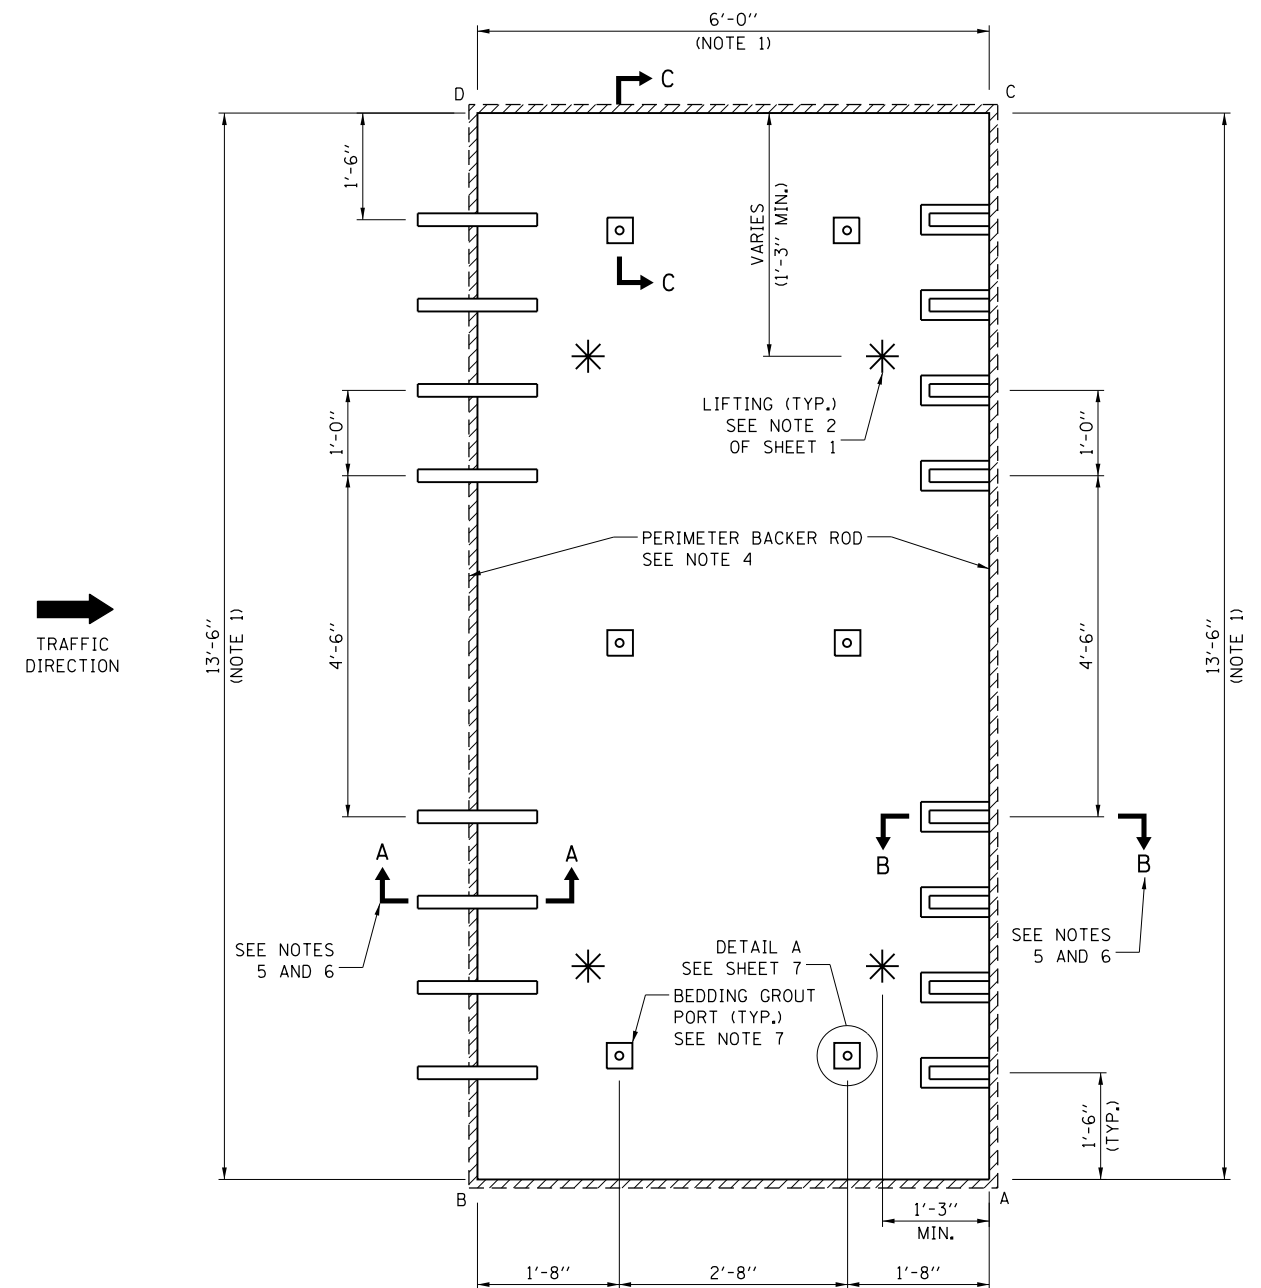 6'-0"
(NOTE 1)
C
D
C
1'-6"
VARIES
(1'-3" MIN.)
C
LIFTING (TYP.)
SEE NOTE 2
OF SHEET 1
1'-0"
1'-0"
PERIMETER BACKER ROD
SEE NOTE 4
TRAFFIC
DIRECTION
13'-6"
(NOTE 1)
4'-6"
4'-6"
13'-6"
(NOTE 1)
A
A
B
B
SEE NOTES
5 AND 6
SEE NOTES
5 AND 6
DETAIL A
SEE SHEET 7
BEDDING GROUT
PORT (TYP.)
SEE NOTE 7
1'-6"
(TYP.)
B
A
1'-3"
MIN.
1'-8"
2'-8"
1'-8"